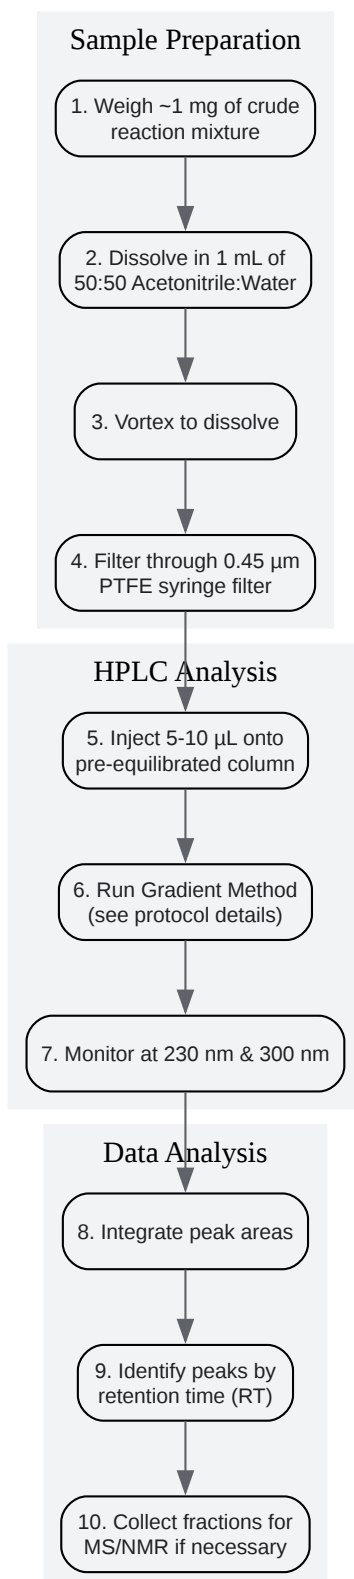 Sample Preparation
1. Weigh ~1 mg of crude
reaction mixture
2. Dissolve in 1 mL of
50:50 Acetonitrile:Water
3. Vortex to dissolve
4. Filter through 0.45 µm
PTFE syringe filter
HPLC Analysis
5. Inject 5-10 µL onto
pre-equilibrated column
6. Run Gradient Method
(see protocol details)
7. Monitor at 230 nm & 300 nm
Data Analysis
8. Integrate peak areas
9. Identify peaks by
retention time (RT)
10. Collect fractions for
MS/NMR if necessary